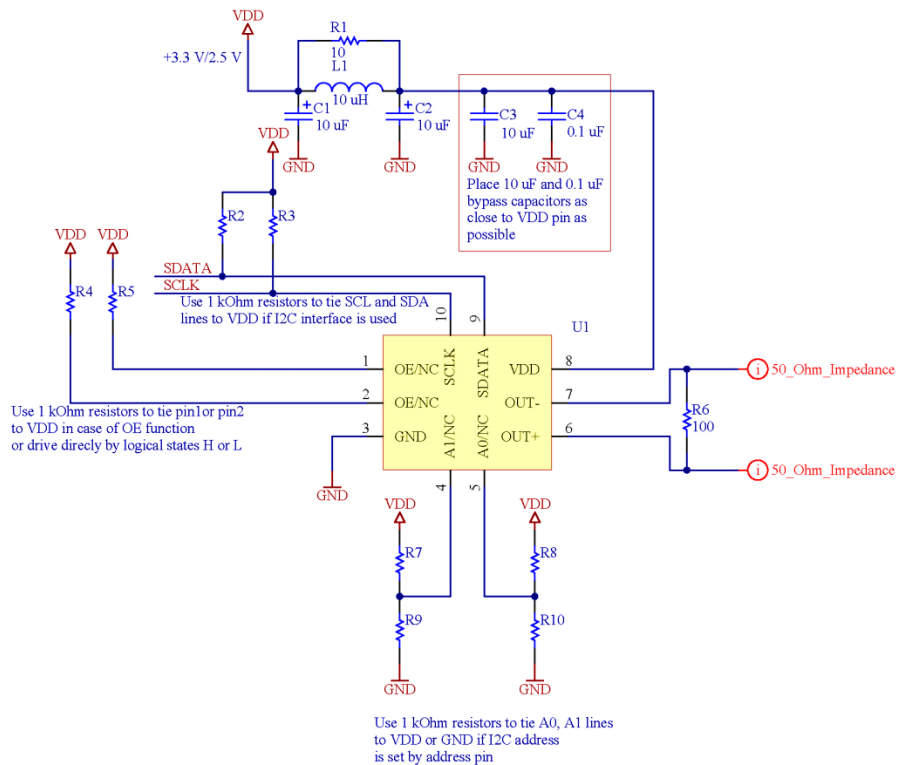 VDD
+3.3 V/2.5 V
R1
10
L1
10 uH
+
C1
10 uF
+
C2
10 uF
C3
10 uF
C4
0.1 uF
GND
GND
GND
GND
Place 10 uF and 0.1 uF
bypass capacitors as
close to VDD pin as
possible
VDD
R2
R3
VDD
VDD
R4
R5
SDATA
SCLK
Use 1 kOhm resistors to tie SCL and SDA
lines to VDD if I2C interface is used
10
9
U1
1
OE/NC
SCLK
SDATA
VDD
8
2
OE/NC
OUT-
7
3
GND
A1/NC
A0/NC
OUT+
6
4
5
50_Ohm_Impedance
R6
100
50_Ohm_Impedance
i
i
Use 1 kOhm resistors to tie pin1or pin2
to VDD in case of OE function
or drive direcly by logical states H or L
GND
VDD
VDD
R7
R8
R9
R10
GND
GND
Use 1 kOhm resistors to tie A0, A1 lines
to VDD or GND if I2C address
is set by address pin